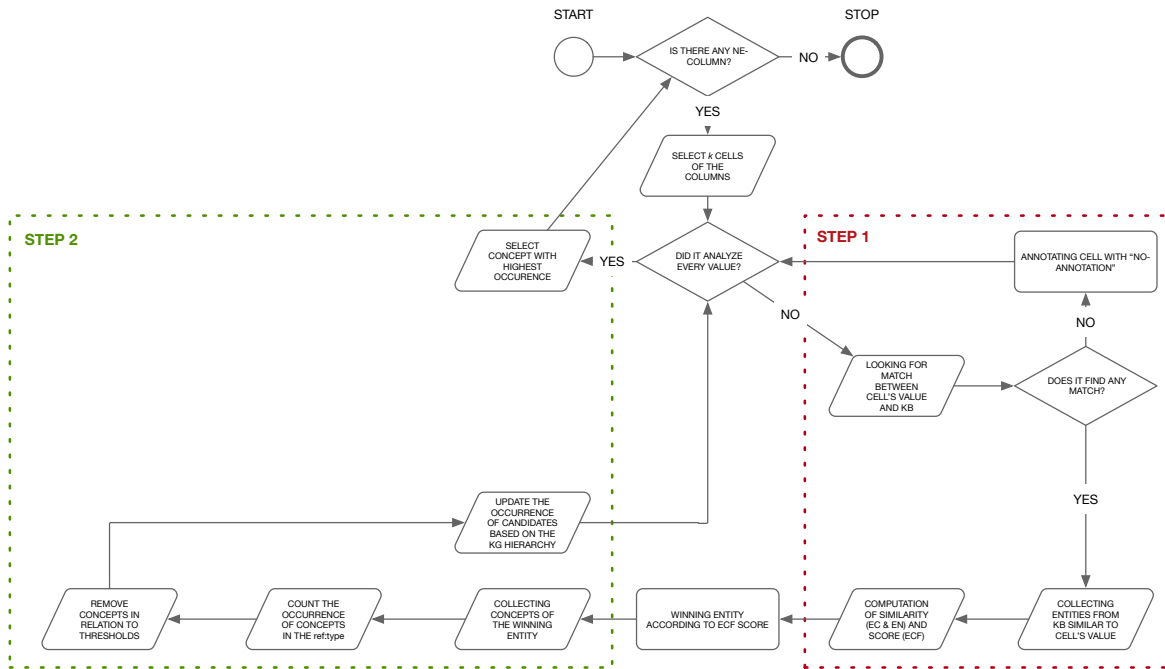 START
STOP
IS THERE ANY NE-
COLUMN?
NO
YES
SELECT k CELLS
OF THE
COLUMNS
STEP 2
STEP 1
SELECT
CONCEPT WITH
HIGHEST
OCCURENCE
YES
DID IT ANALYZE
EVERY VALUE?
ANNOTATING CELL WITH “NO-
ANNOTATION”
NO
NO
LOOKING FOR
MATCH
BETWEEN
CELL'S VALUE
AND KB
DOES IT FIND ANY
MATCH?
YES
UPDATE THE
OCCURRENCE
OF CANDIDATES
BASED ON THE
KG HIERARCHY
REMOVE
CONCEPTS IN
RELATION TO
THRESHOLDS
COUNT THE
OCCURRENCE
OF CONCEPTS
IN THE ref:type
COLLECTING
CONCEPTS OF
THE WINNING
ENTITY
WINNING ENTITY
ACCORDING TO ECF SCORE
COMPUTATION
OF SIMILARITY
(EC & EN) AND
SCORE (ECF)
COLLECTING
ENTITIES FROM
KB SIMILAR TO
CELL'S VALUE